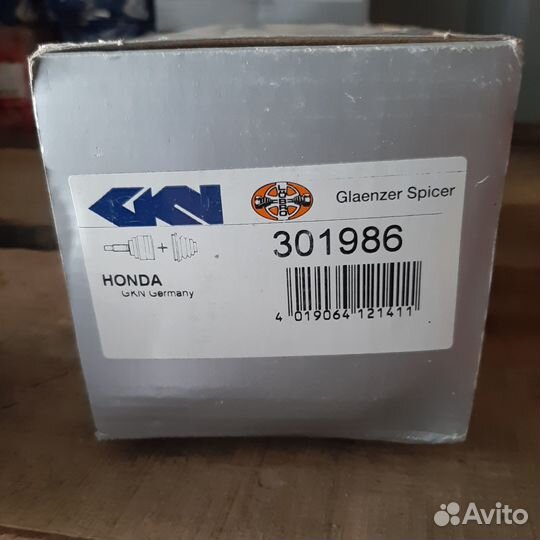 GKN
Glaenzer Spicer
301986
HONDA
GKN Germany
4 019064 121411
Avito